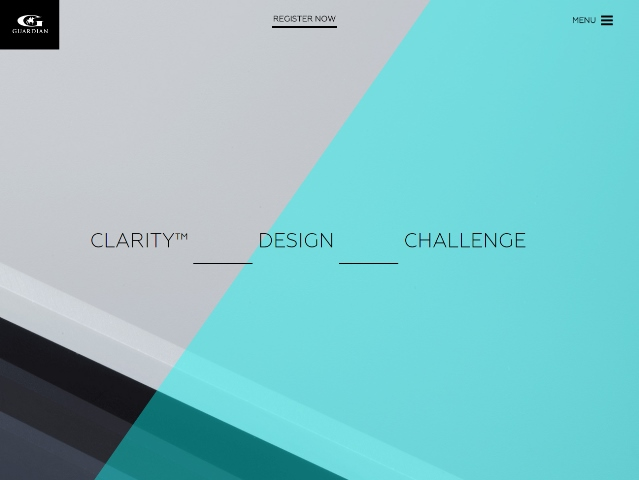 GUARDIAN
REGISTER NOW
MENU
CLARITY™ DESIGN CHALLENGE